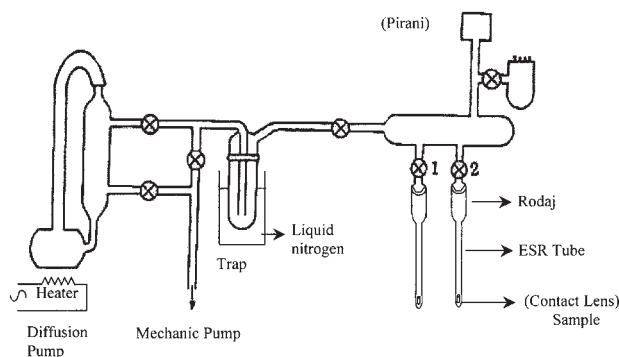 (Pirani)
1
2
Rodaj
Liquid
nitrogen
ESR Tube
Trap
Heater
(Contact Lens)
Sample
Diffusion
Pump
Mechanic Pump